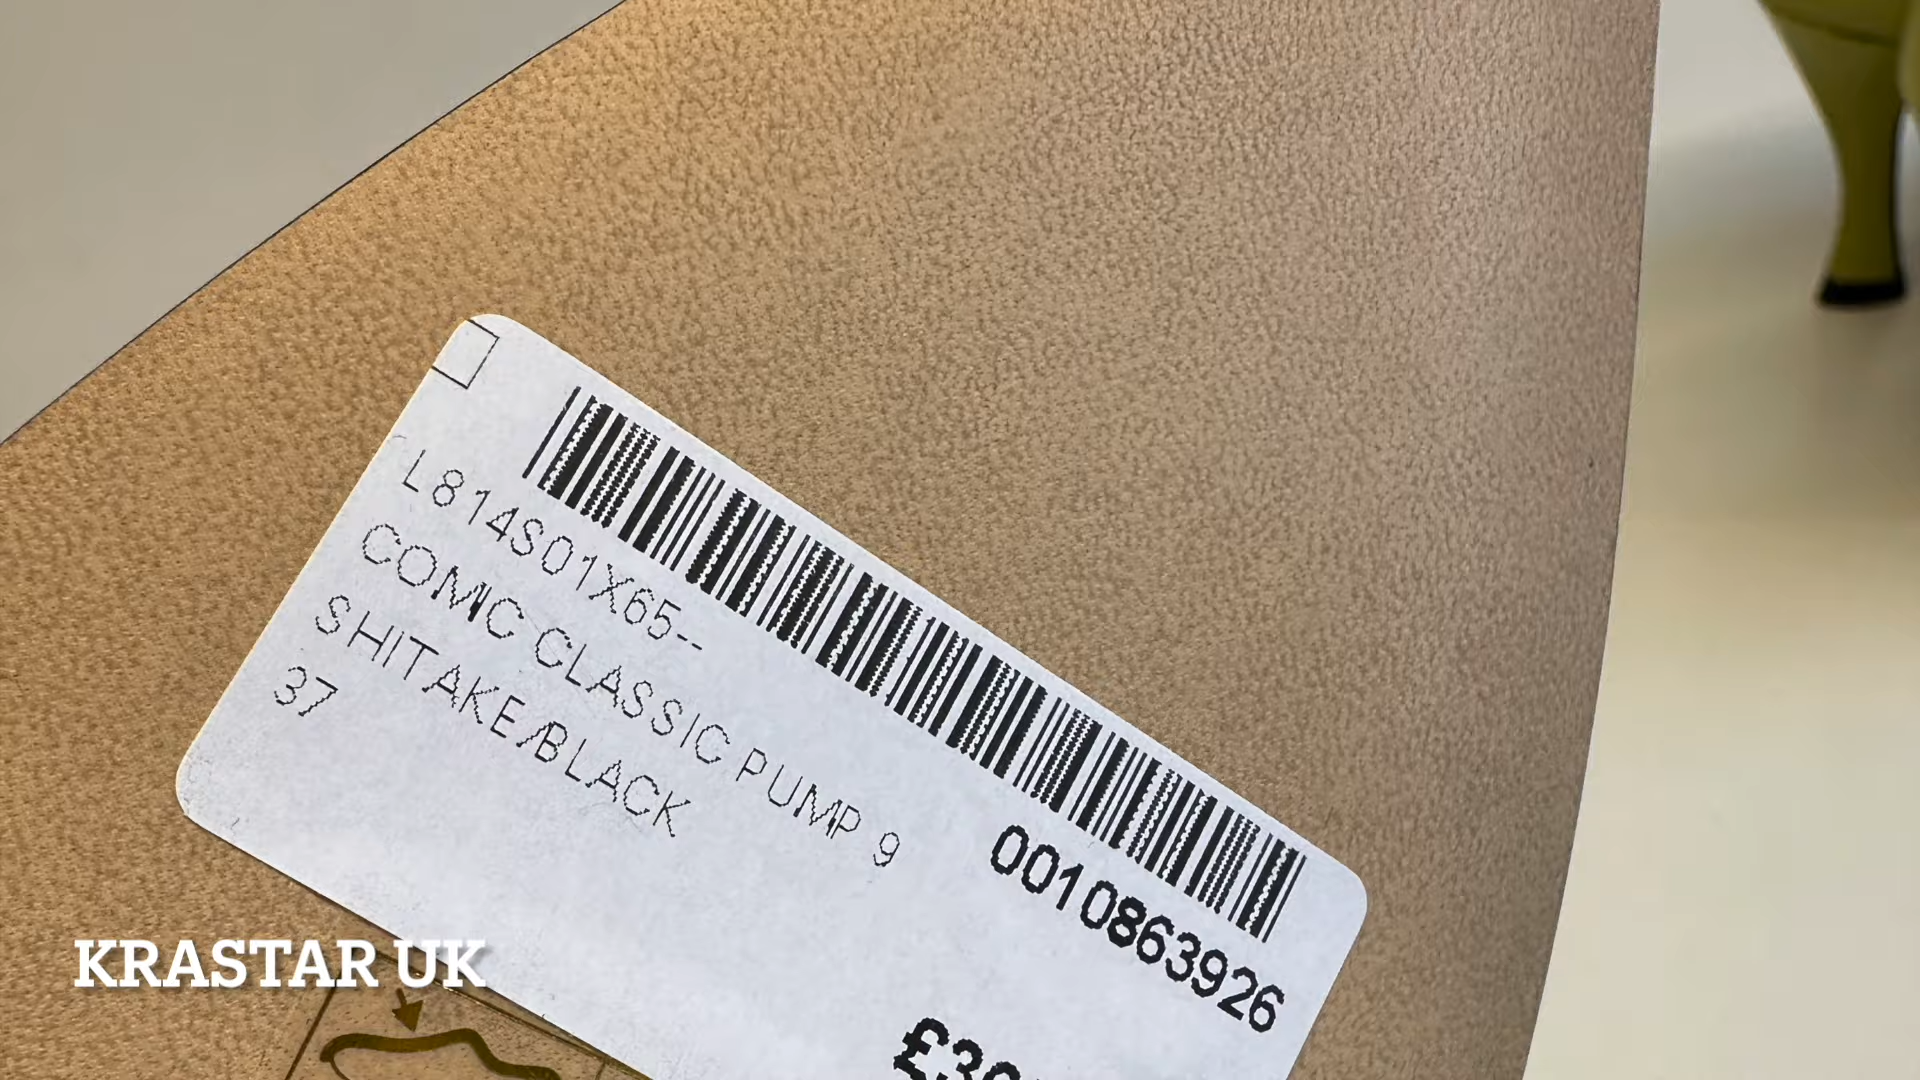 L814S01X65--
COMIC CLASSIC PUMP 9
SHITAKE/BLACK
37
0010863926
KRASTAR UK